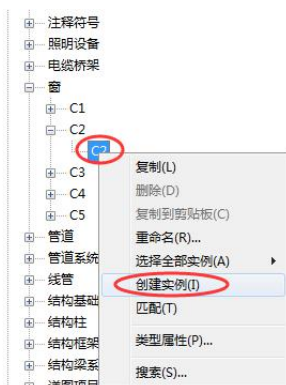 注释符号
照明设备
电缆桥架
窗
C1
C2
C2
C3
C4
C5
管道
管道系统
线管
结构基础
结构柱
结构框架
结构梁系
复制(L)
删除(D)
复制到剪贴板(C)
重命名(R)...
选择全部实例(A)
创建实例(I)
匹配(T)
类型属性(P)...
搜索(S)...